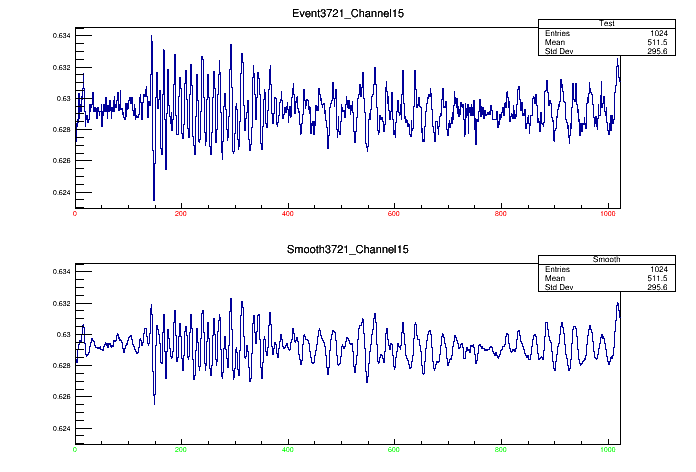 Event3721_Channel15
Test
Entries 1024
Mean 511.5
Std Dev 295.6
0.634
0.632
0.63
0.628
0.626
0.624
0 200 400 600 800 1000
Smooth3721_Channel15
Smooth
Entries 1024
Mean 511.5
Std Dev 295.6
0.634
0.632
0.63
0.628
0.626
0.624
0 200 400 600 800 1000